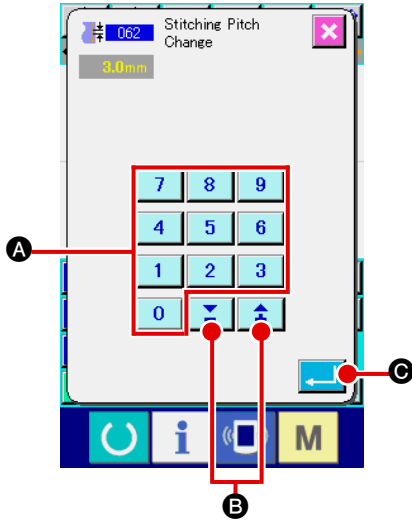 062 Stitching Pitch
Change
3.0mm
7 8 9
4 5 6
A
1 2 3
0
C
i M
B